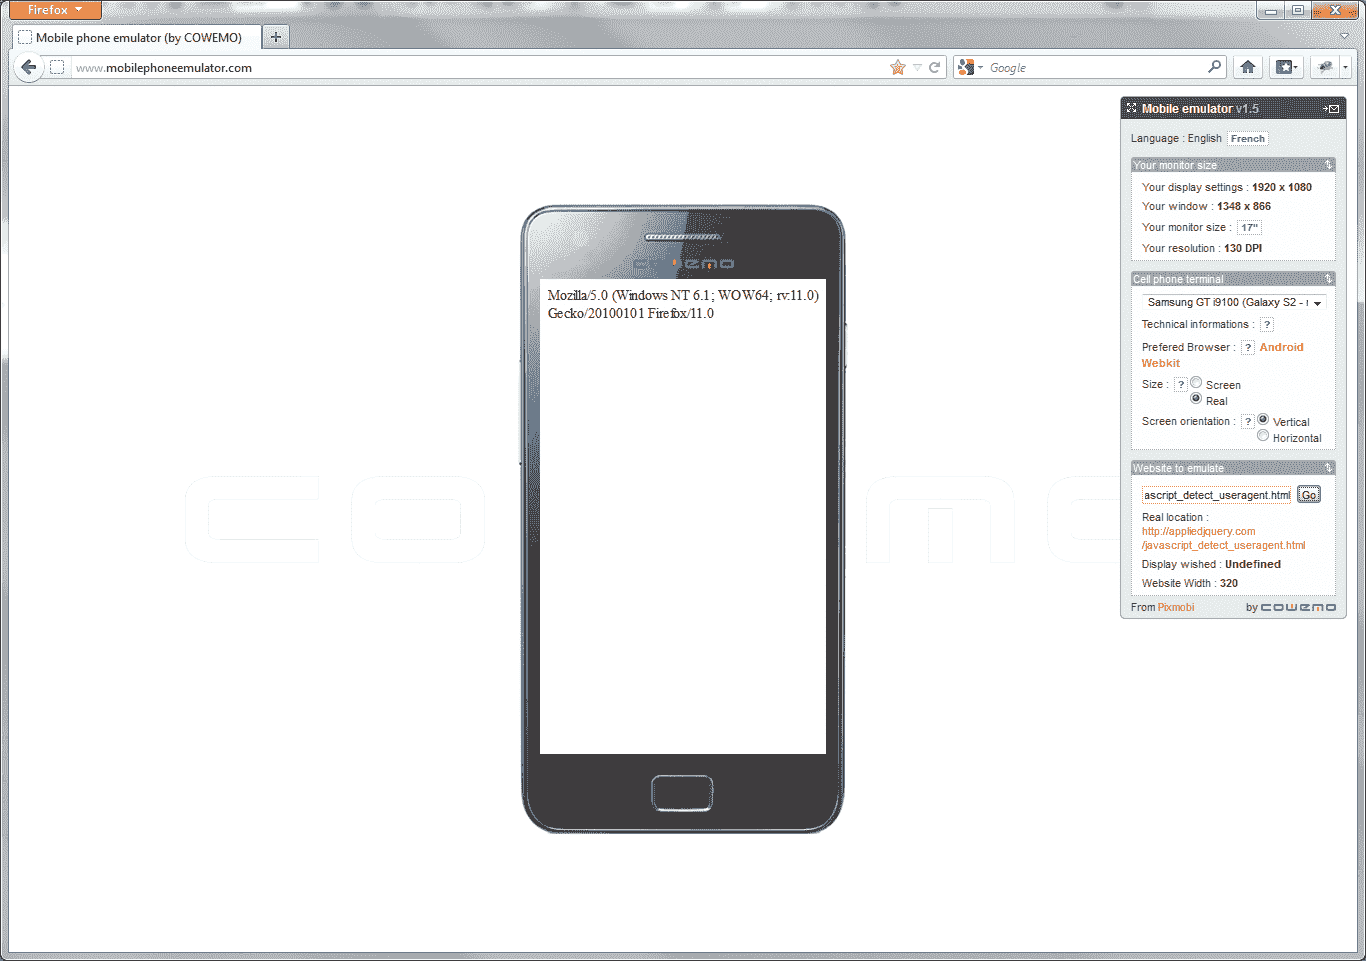 Firefox
Mobile phone emulator (by COWEMO)
www.mobilephoneemulator.com
Google
Mobile emulator v1.5
Language : English French
Your monitor size
Your display settings : 1920 x 1080
Your window : 1348 x 866
Your monitor size : 17"
Your resolution : 130 DPI
Cell phone terminal
Samsung GT i9100 (Galaxy S2 - r
Technical informations : ?
Prefered Browser : ? Android
Webkit
Size : ? Screen
Real
Screen orientation : ? Vertical
Horizontal
Website to emulate
ascript_detect_useragent.html Go
Real location :
http://appliedjquery.com
/javascript_detect_useragent.html
Display wished : Undefined
Website Width : 320
From Pixmobi by COWEMO
COWEMO
Mozilla/5.0 (Windows NT 6.1; WOW64; rv:11.0)
Gecko/20100101 Firefox/11.0
CO MO